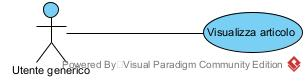 Visualizza articolo
Powered By Visual Paradigm Community Edition
Utente generico